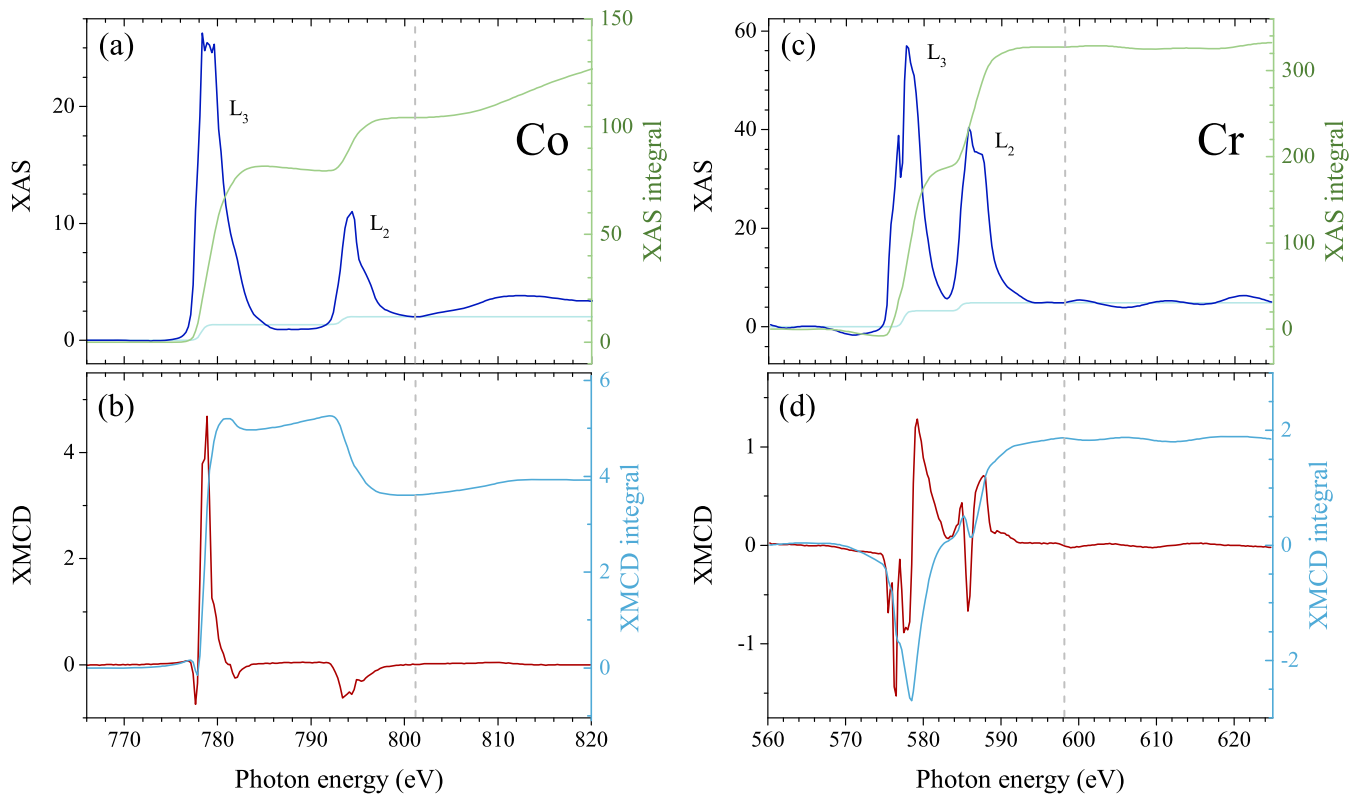 (a)
L3
Co
XAS
0
10
20
XAS integral
0
50
100
150
(c)
L3
L2
Cr
XAS
0
20
40
60
XAS integral
0
100
200
300
L2
(b)
XMCD
0
2
4
XMCD integral
0
2
4
6
770
780
790
800
810
820
Photon energy (eV)
(d)
XMCD
-1
0
1
XMCD integral
-2
0
2
560
570
580
590
600
610
620
Photon energy (eV)